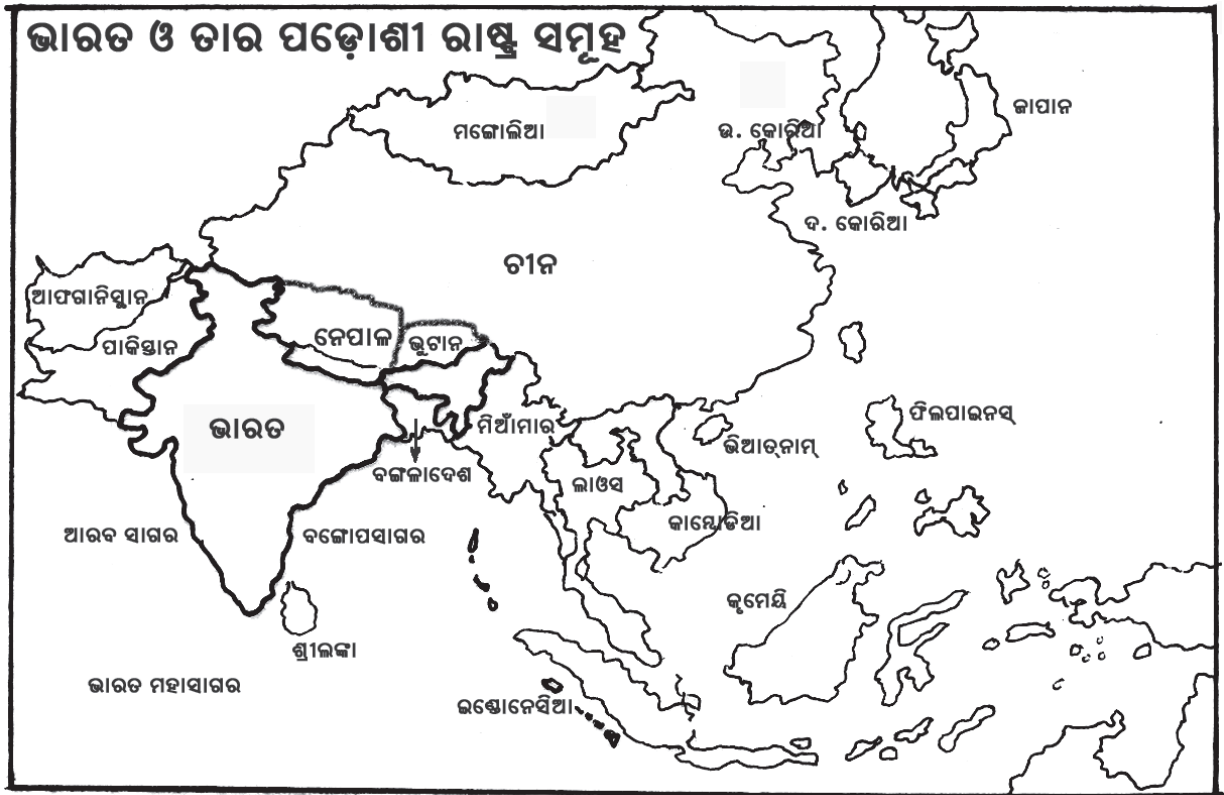 ଭାରତ ଓ ତାର ପଡ଼ୋଶୀ ରାଷ୍ଟ୍ର ସମୂହ
ମଙ୍ଗୋଲିଆ
ଉ. କୋରିଆ
ଜାପାନ
ଦ. କୋରିଆ
ଚୀନ
ଆଫଗାନିସ୍ଥାନ
ପାକିସ୍ତାନ
ନେପାଳ
ଭୁଟାନ
ଭାରତ
ମିଆଁମାର
ଫିଲପାଇନସ୍
ଭିଆତ୍‌ନାମ୍
ବଙ୍ଗଳାଦେଶ
ଲାଓସ୍
କାମ୍ବୋଡିଆ
ଆରବ ସାଗର
ବଙ୍ଗୋପସାଗର
କୃମେୟି
ଶ୍ରୀଲଙ୍କା
ଭାରତ ମହାସାଗର
ଇଣ୍ଡୋନେସିଆ